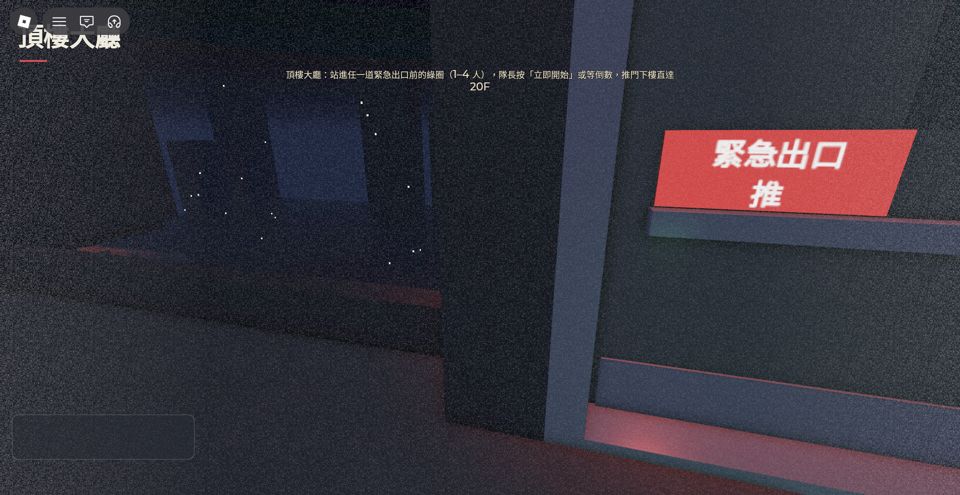 頂樓大廳
頂樓大廳：站進任一道緊急出口前的綠圈（1–4 人），隊長按「立即開始」或等倒數，推門下樓直達
20F
緊急出口
推